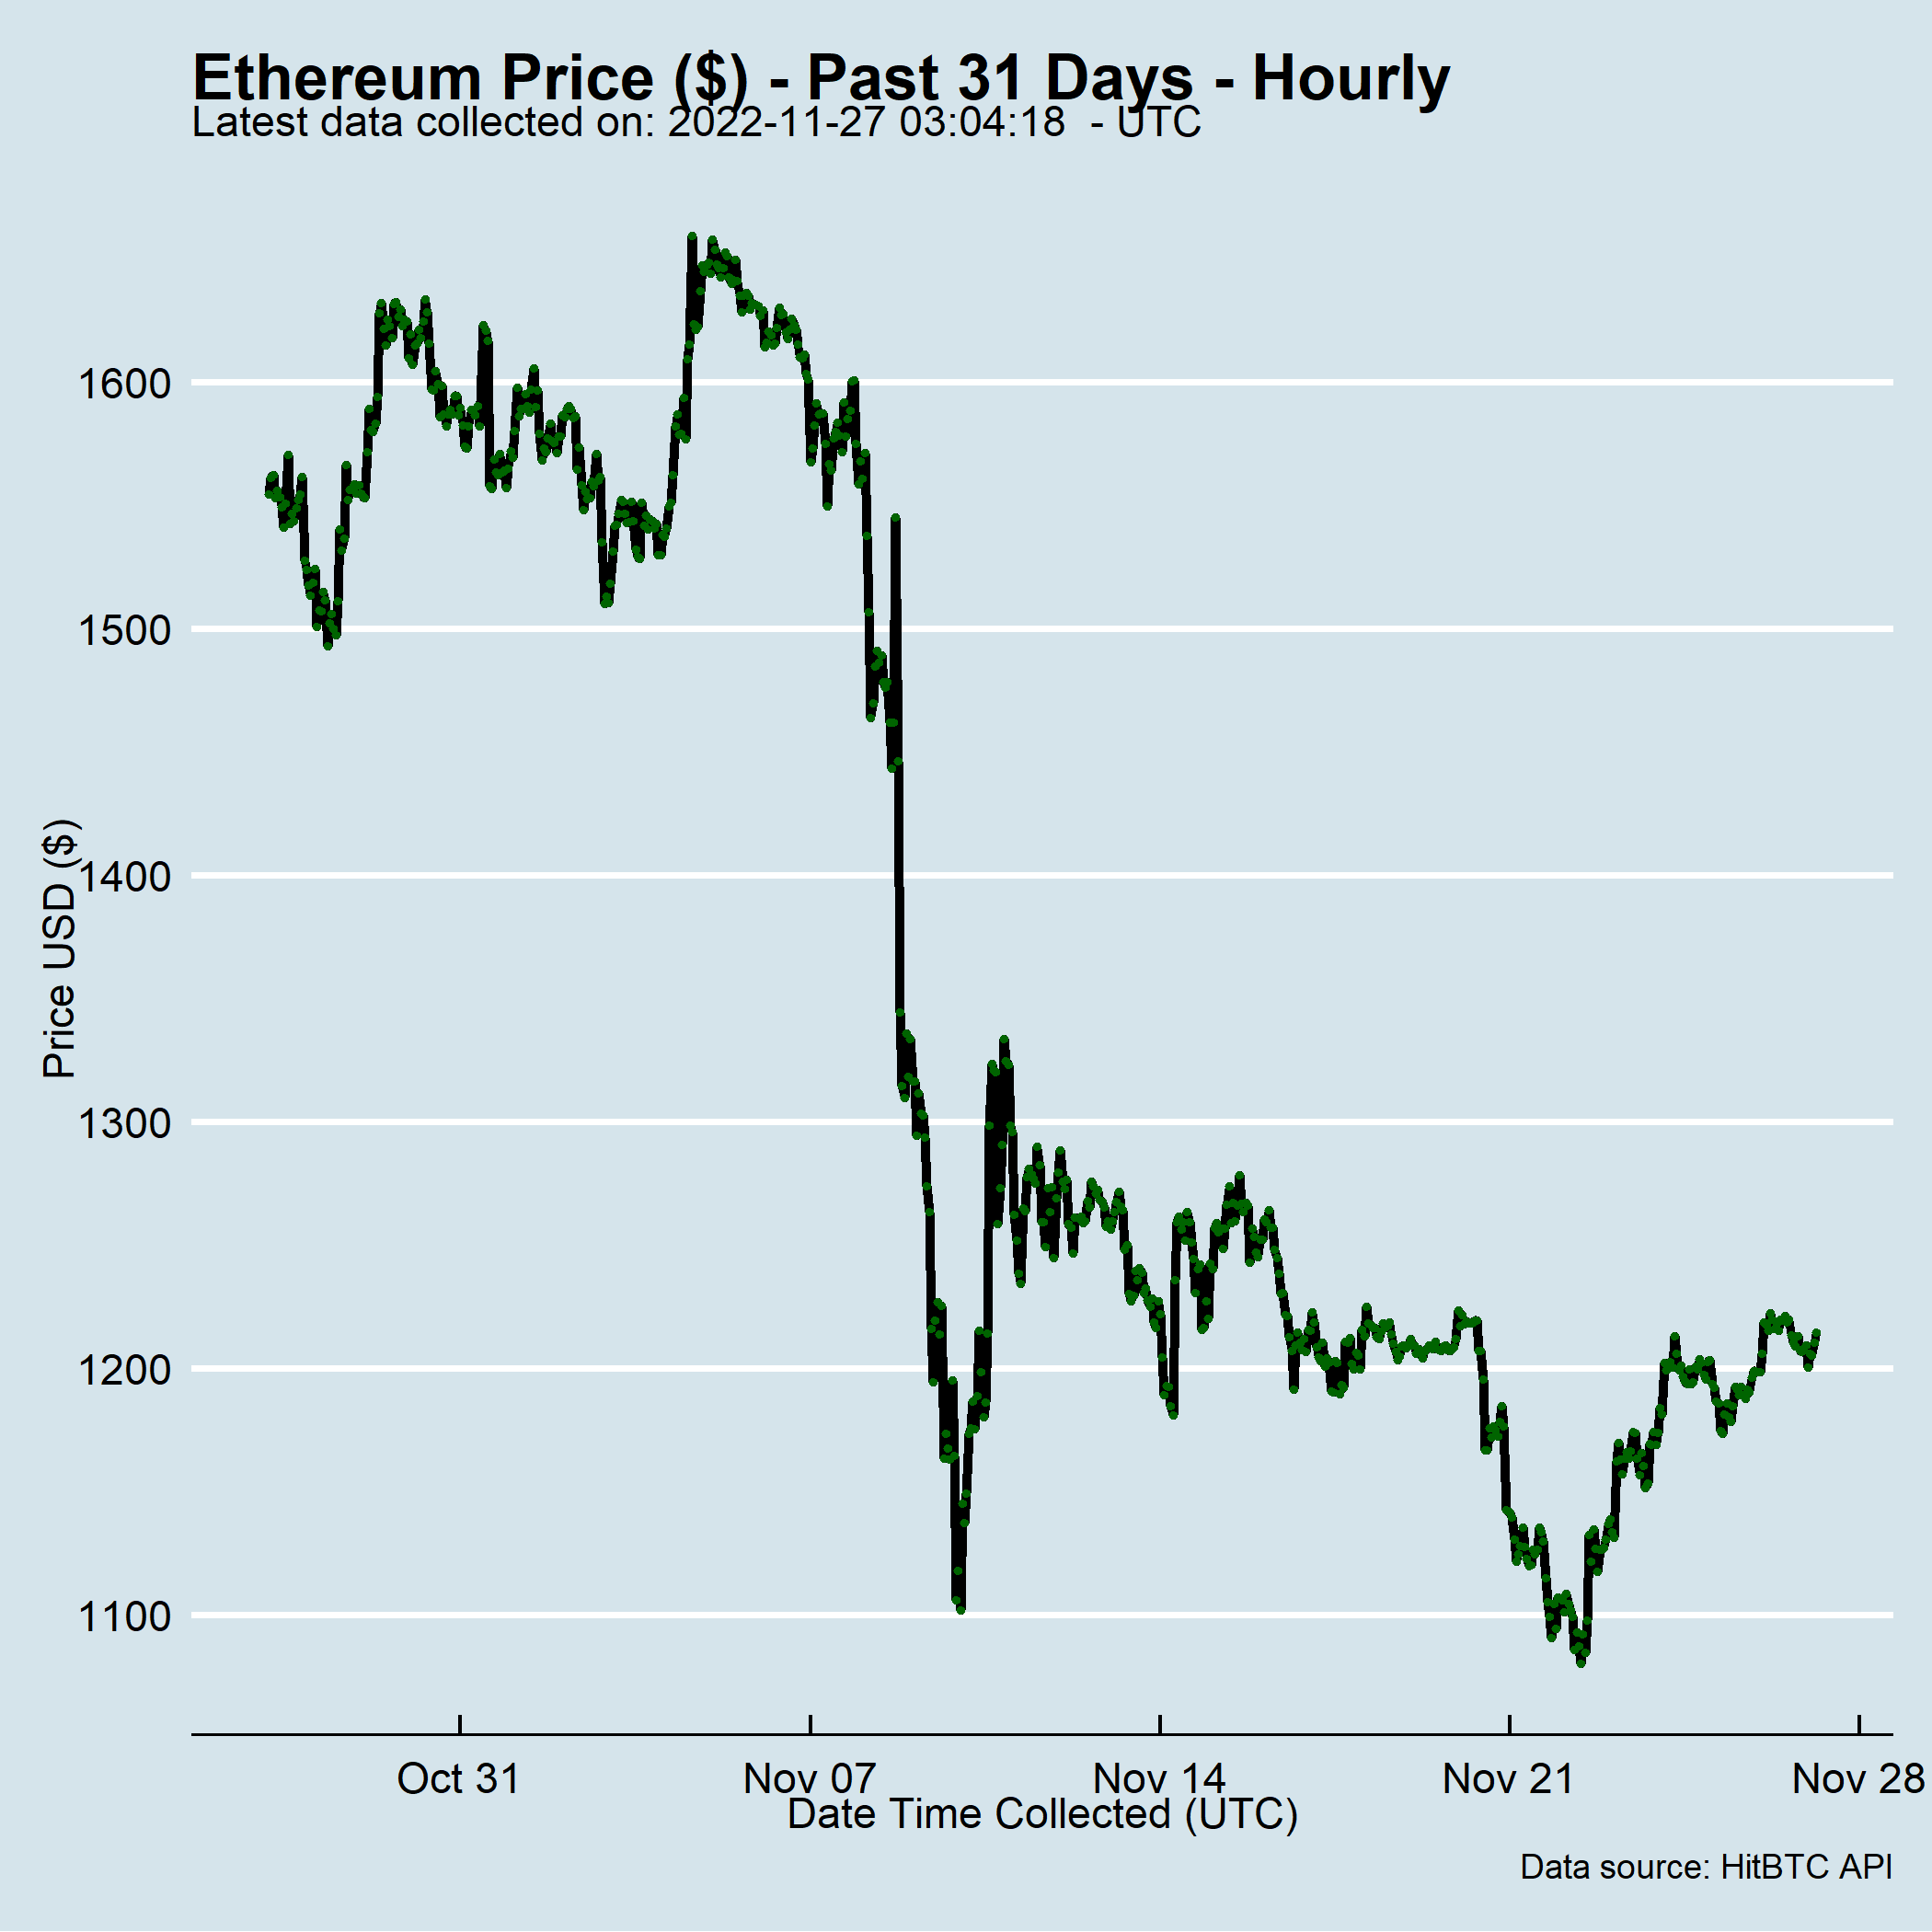 Ethereum Price ($) - Past 31 Days - Hourly
Latest data collected on: 2022-11-27 03:04:18  - UTC
Price USD ($)
1600
1500
1400
1300
1200
1100
Oct 31
Nov 07
Nov 14
Nov 21
Nov 28
Date Time Collected (UTC)
Data source: HitBTC API